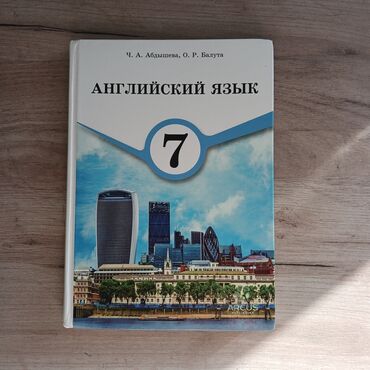 Ч. А. Абдышева, О. Р. Балута
АНГЛИЙСКИЙ ЯЗЫК
7
ARCUS